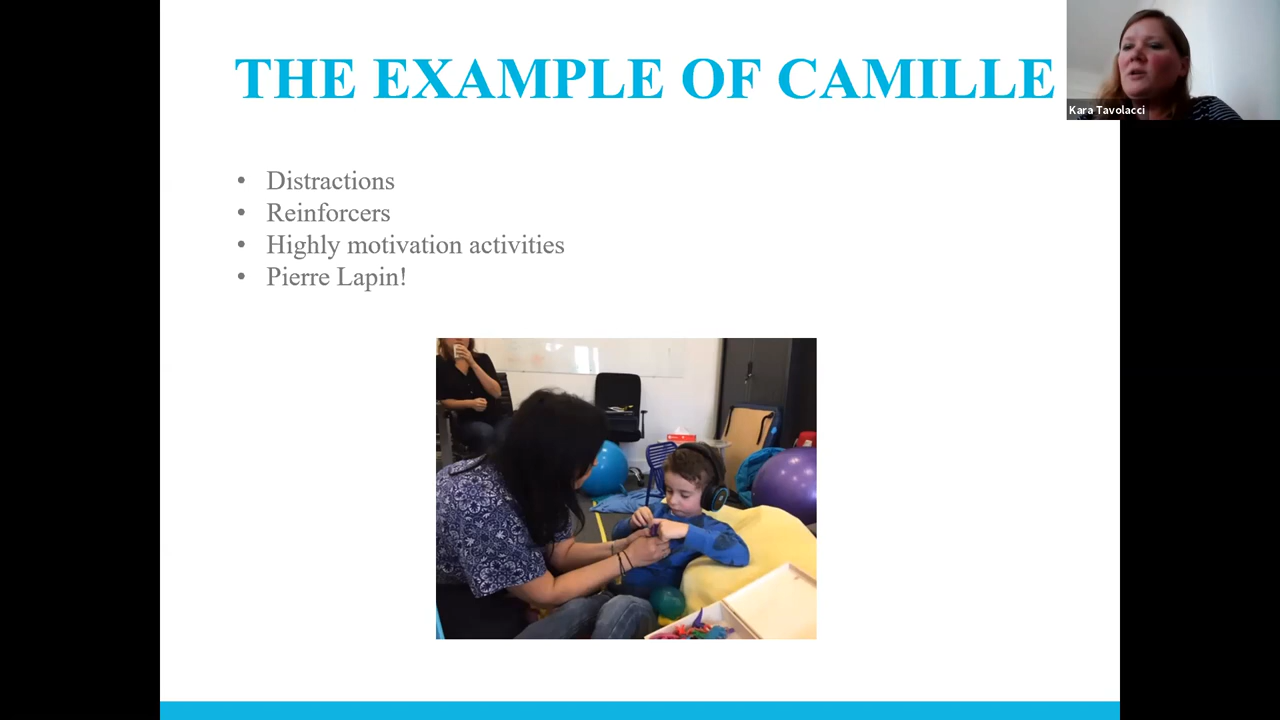 THE EXAMPLE OF CAMILLE
Kara Tavolacci
• Distractions
• Reinforcers
• Highly motivation activities
• Pierre Lapin!